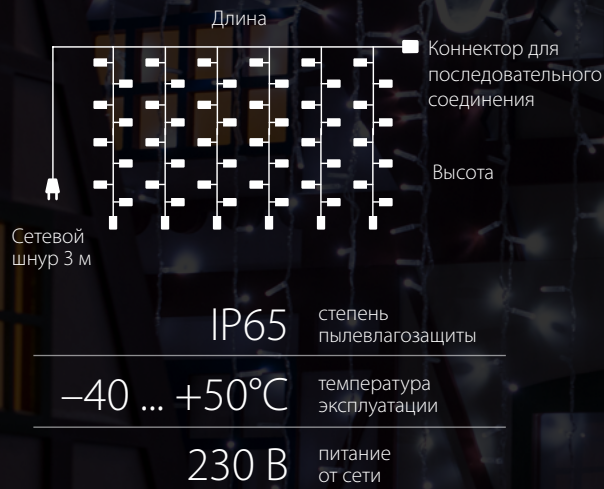 Длина
Коннектор для
последовательного
соединения
Высота
Сетевой
шнур 3 м
IP65
степень
пылевлагозащиты
–40 ... +50°C
температура
эксплуатации
230 В
питание
от сети